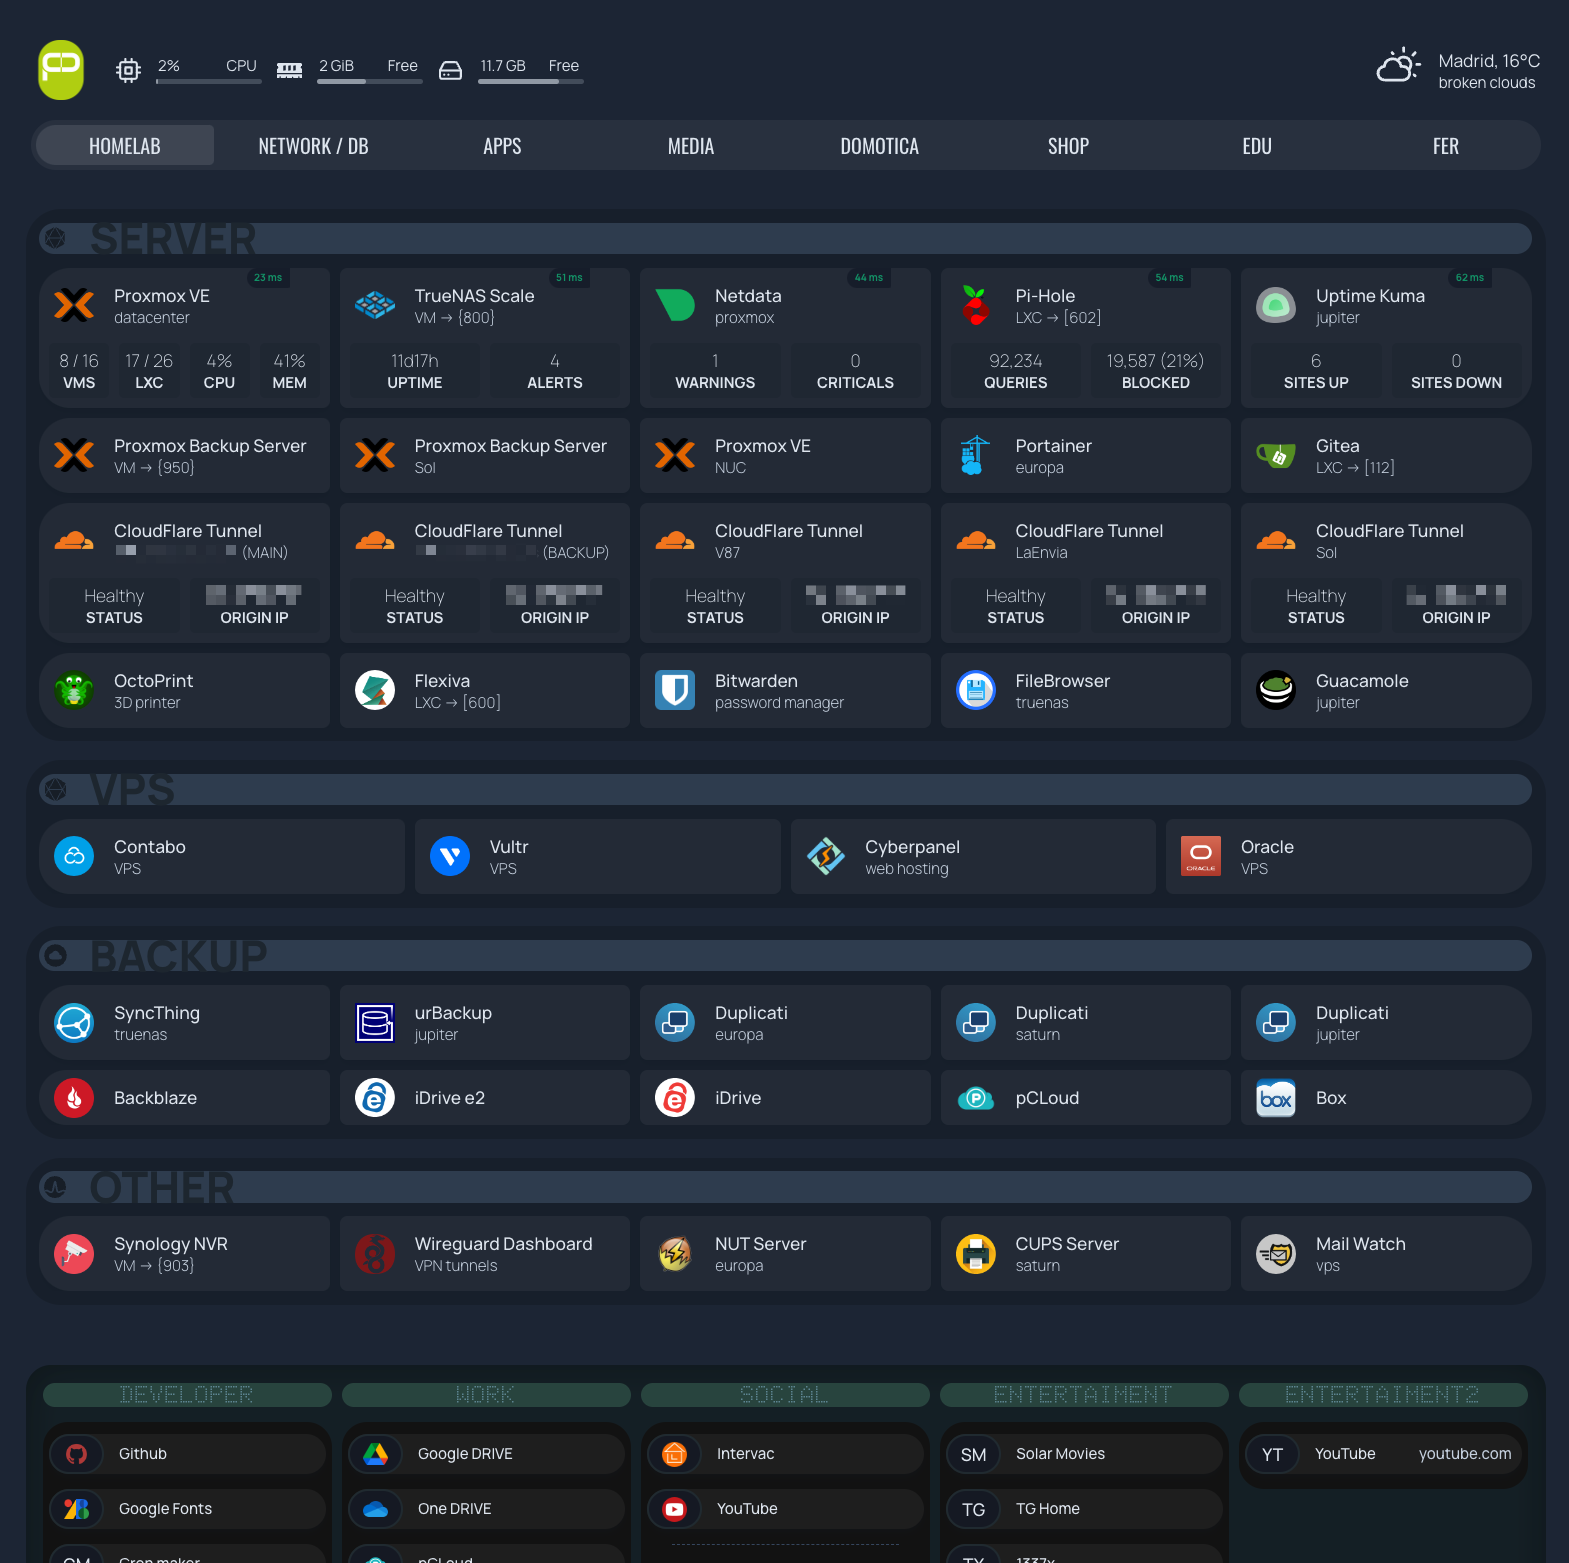 2% CPU
2 GiB Free
11.7 GB Free
Madrid, 16°C
broken clouds
HOMELAB
NETWORK / DB
APPS
MEDIA
DOMOTICA
SHOP
EDU
FER
SERVER
23 ms
Proxmox VE
datacenter
8 / 16
VMS
17 / 26
LXC
4%
CPU
41%
MEM
51 ms
TrueNAS Scale
VM → {800}
11d17h
UPTIME
4
ALERTS
44 ms
Netdata
proxmox
1
WARNINGS
0
CRITICALS
54 ms
Pi-Hole
LXC → [602]
92,234
QUERIES
19,587 (21%)
BLOCKED
62 ms
Uptime Kuma
jupiter
6
SITES UP
0
SITES DOWN
Proxmox Backup Server
VM → {950}
Proxmox Backup Server
Sol
Proxmox VE
NUC
Portainer
europa
Gitea
LXC → [112]
CloudFlare Tunnel
(MAIN)
Healthy
STATUS
ORIGIN IP
CloudFlare Tunnel
(BACKUP)
Healthy
STATUS
ORIGIN IP
CloudFlare Tunnel
V87
Healthy
STATUS
ORIGIN IP
CloudFlare Tunnel
LaEnvia
Healthy
STATUS
ORIGIN IP
CloudFlare Tunnel
Sol
Healthy
STATUS
ORIGIN IP
OctoPrint
3D printer
Flexiva
LXC → [600]
Bitwarden
password manager
FileBrowser
truenas
Guacamole
jupiter
VPS
Contabo
VPS
Vultr
VPS
Cyberpanel
web hosting
ORACLE
Oracle
VPS
BACKUP
SyncThing
truenas
urBackup
jupiter
Duplicati
europa
Duplicati
saturn
Duplicati
jupiter
Backblaze
iDrive e2
iDrive
pCLoud
box
Box
OTHER
Synology NVR
VM → {903}
Wireguard Dashboard
VPN tunnels
NUT Server
europa
CUPS Server
saturn
Mail Watch
vps
DEVELOPER
WORK
SOCIAL
ENTERTAIMENT
ENTERTAIMENT2
Github
Google DRIVE
Intervac
SM Solar Movies
YT YouTube youtube.com
Google Fonts
One DRIVE
YouTube
TG TG Home
Cron maker
pCLoud
TX 1337x